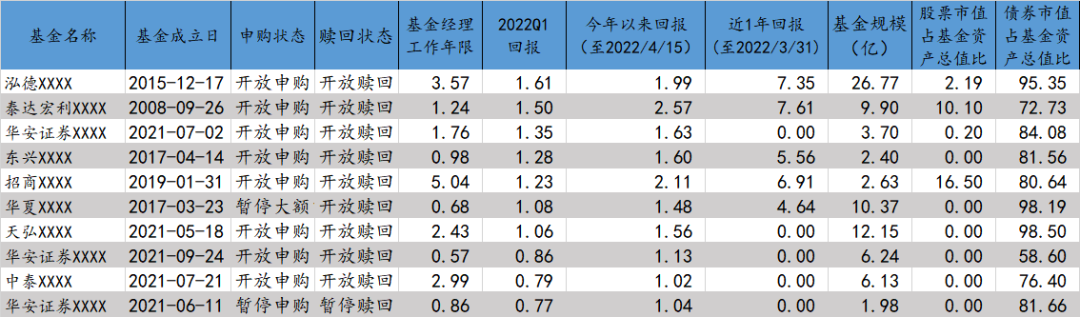 基金名称 基金成立日 申购状态 赎回状态 基金经理工作年限 2022Q1回报 今年以来回报（至2022/4/15） 近1年回报（至2022/3/31） 基金规模（亿） 股票市值占基金资产总值比 债券市值占基金资产总值比
泓德XXXX 2015-12-17 开放申购 开放赎回 3.57 1.61 1.99 7.35 26.77 2.19 95.35
泰达宏利XXXX 2008-09-26 开放申购 开放赎回 1.24 1.50 2.57 7.61 9.90 10.10 72.73
华安证券XXXX 2021-07-02 开放申购 开放赎回 1.76 1.35 1.63 0.00 3.70 0.20 84.08
东兴XXXX 2017-04-14 开放申购 开放赎回 0.98 1.28 1.60 5.56 2.40 0.00 81.56
招商XXXX 2019-01-31 开放申购 开放赎回 5.04 1.23 2.11 6.91 2.63 16.50 80.64
华夏XXXX 2017-03-23 暂停大额 开放赎回 0.68 1.08 1.48 4.64 10.37 0.00 98.19
天弘XXXX 2021-05-18 开放申购 开放赎回 2.43 1.06 1.56 0.00 12.15 0.00 98.50
华安证券XXXX 2021-09-24 开放申购 开放赎回 0.57 0.86 1.13 0.00 6.24 0.00 58.60
中泰XXXX 2021-07-21 开放申购 开放赎回 2.99 0.79 1.02 0.00 6.13 0.00 76.40
华安证券XXXX 2021-06-11 暂停申购 暂停赎回 0.86 0.77 1.04 0.00 1.98 0.00 81.66